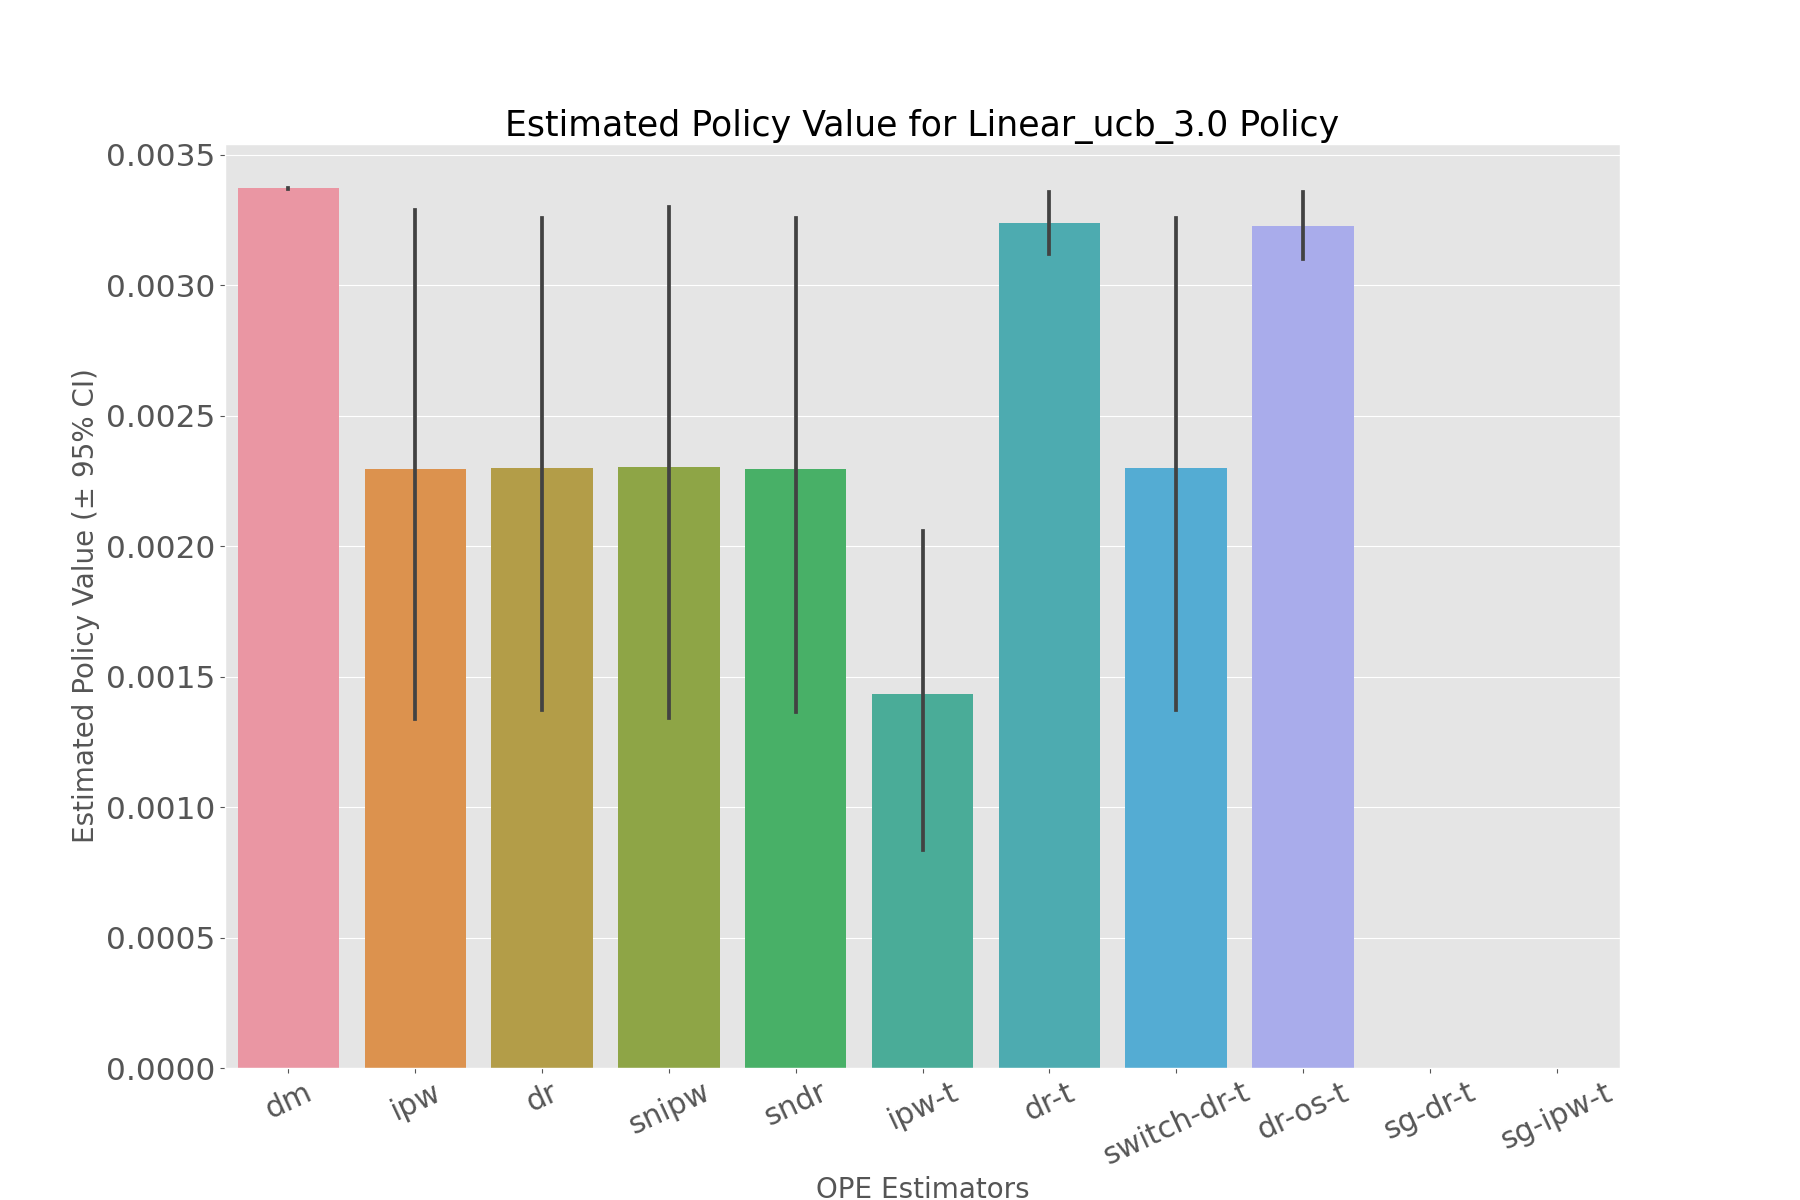 Estimated Policy Value for Linear_ucb_3.0 Policy
Estimated Policy Value (± 95% CI)
0.0035
0.0030
0.0025
0.0020
0.0015
0.0010
0.0005
0.0000
dm
ipw
dr
snipw
sndr
ipw-t
dr-t
switch-dr-t
dr-os-t
sg-dr-t
sg-ipw-t
OPE Estimators